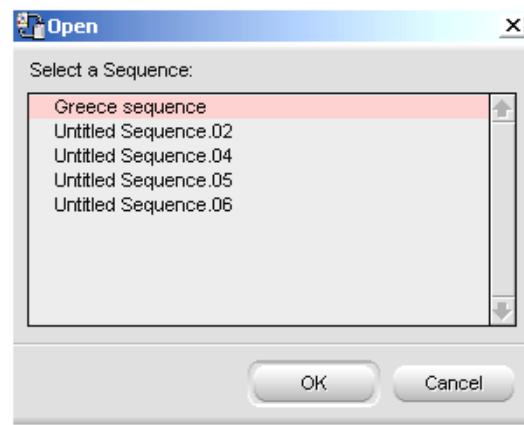 Open
Select a Sequence:
Greece sequence
Untitled Sequence.02
Untitled Sequence.04
Untitled Sequence.05
Untitled Sequence.06
OK Cancel